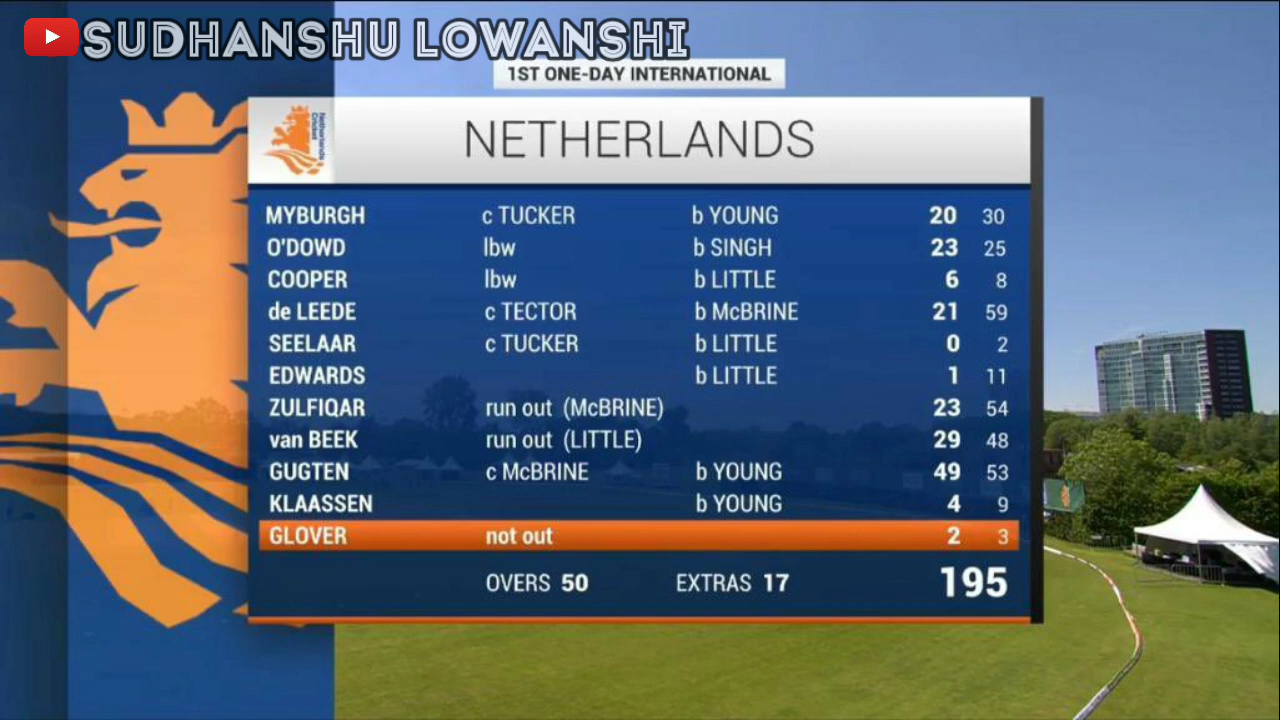 SUDHANSHU LOWANSHI
1ST ONE-DAY INTERNATIONAL
Netherlands
Cricket
NETHERLANDS
MYBURGH c TUCKER b YOUNG 20 30
O'DOWD lbw b SINGH 23 25
COOPER lbw b LITTLE 6 8
de LEEDE c TECTOR b McBRINE 21 59
SEELAAR c TUCKER b LITTLE 0 2
EDWARDS b LITTLE 1 11
ZULFIQAR run out (McBRINE) 23 54
van BEEK run out (LITTLE) 29 48
GUGTEN c McBRINE b YOUNG 49 53
KLAASSEN b YOUNG 4 9
GLOVER not out 2 3
OVERS 50 EXTRAS 17 195